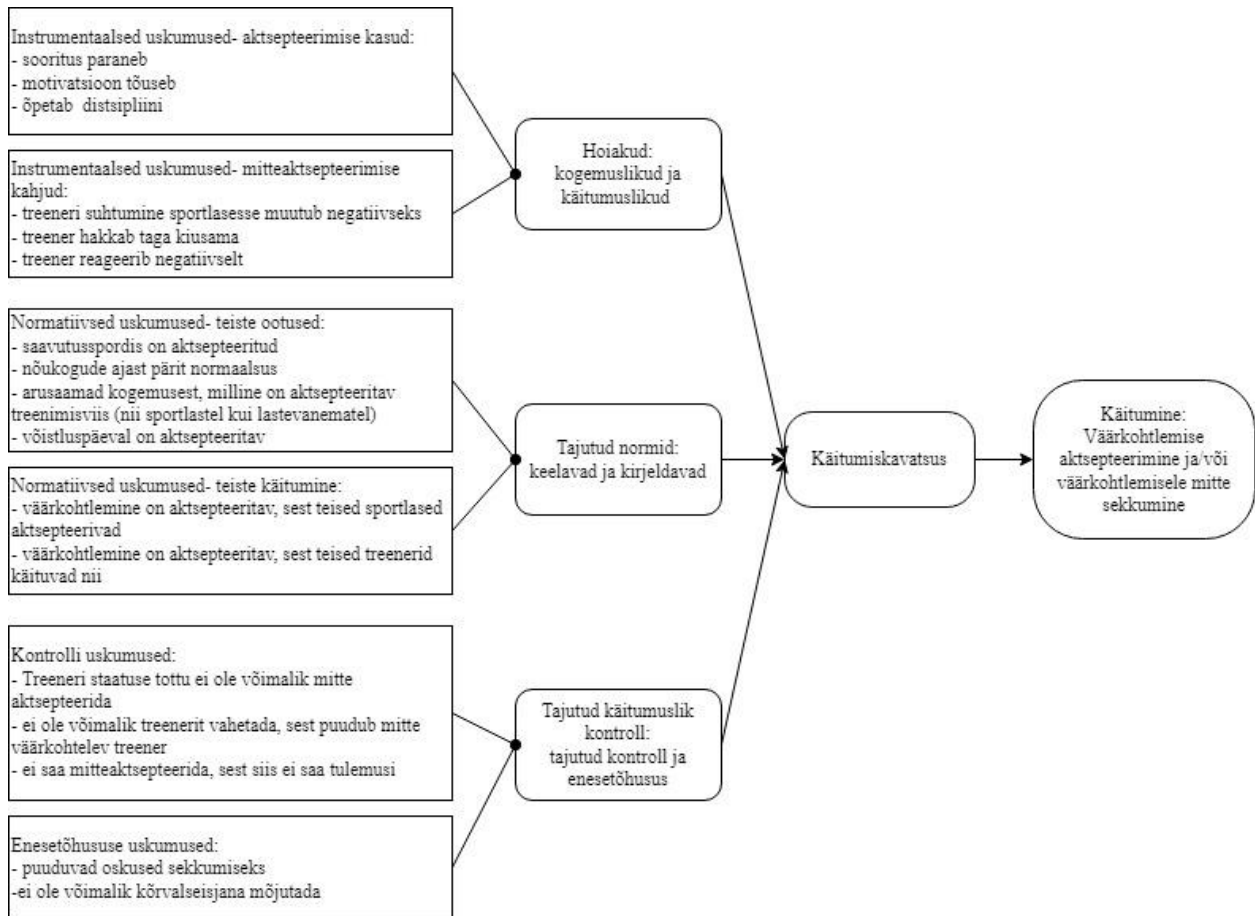 Instrumentaalsed uskumused- aktsepteerimise kasud:
- sooritus paraneb
- motivatsioon tõuseb
- õpetab distsipliini
Instrumentaalsed uskumused- mitteaktsepteerimise
kahjud:
- treeneri suhtumine sportlasesse muutub negatiivseks
- treener hakkab taga kiusama
- treener reageerib negatiivselt
Normatiivsed uskumused- teiste ootused:
- saavutusspordis on aktsepteeritud
- nõukogude ajast pärit normaalsus
- arusaamad kogemusest, milline on aktsepteeritav
treenimisviis (nii sportlastel kui lastevanematel)
- võistluspäeval on aktsepteeritav
Normatiivsed uskumused- teiste käitumine:
- väärkohtlemine on aktsepteeritav, sest teised sportlased
aktsepteerivad
- väärkohtlemine on aktsepteeritav, sest teised treenerid
käituvad nii
Kontrolli uskumused:
- Treeneri staatuse tottu ei ole võimalik mitte
aktsepteerida
- ei ole võimalik treenerit vahetada, sest puudub mitte
väärkohtelev treener
- ei saa mitteaktsepteerida, sest siis ei saa tulemusi
Enesetõhususe uskumused:
- puuduvad oskused sekkumiseks
-ei ole võimalik kõrvalseisjana mõjutada
Hoiakud:
kogemuslikud ja
käitumuslikud
Tajutud normid:
keelavad ja kirjeldavad
Tajutud käitumuslik
kontroll:
tajutud kontroll ja
enesetõhusus
Käitumiskavatsus
Käitumine:
Väärkohtlemise
aktsepteerimine ja/või
väärkohtlemisele mitte
sekkumine